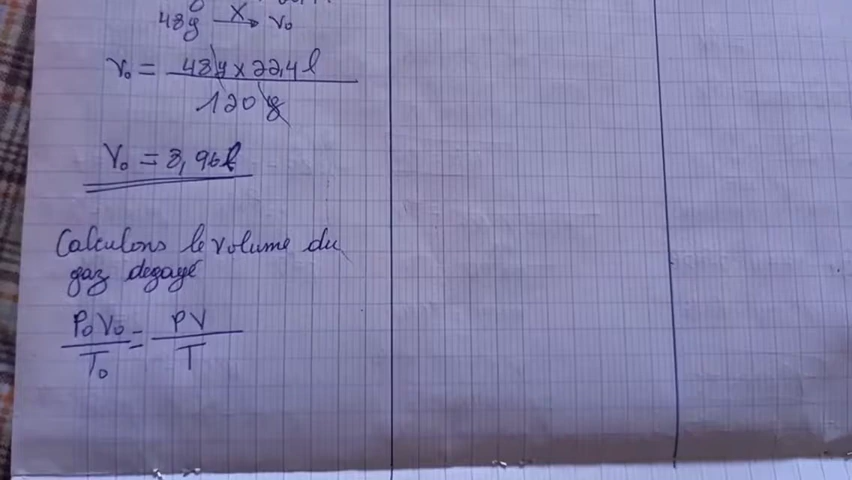 48g X→ V₀
V₀ = 48g x 22,4 l / 120 g
V₀ = 8,96 l
Calculons le volume du
gaz degagé
P₀V₀ / T₀ = PV / T